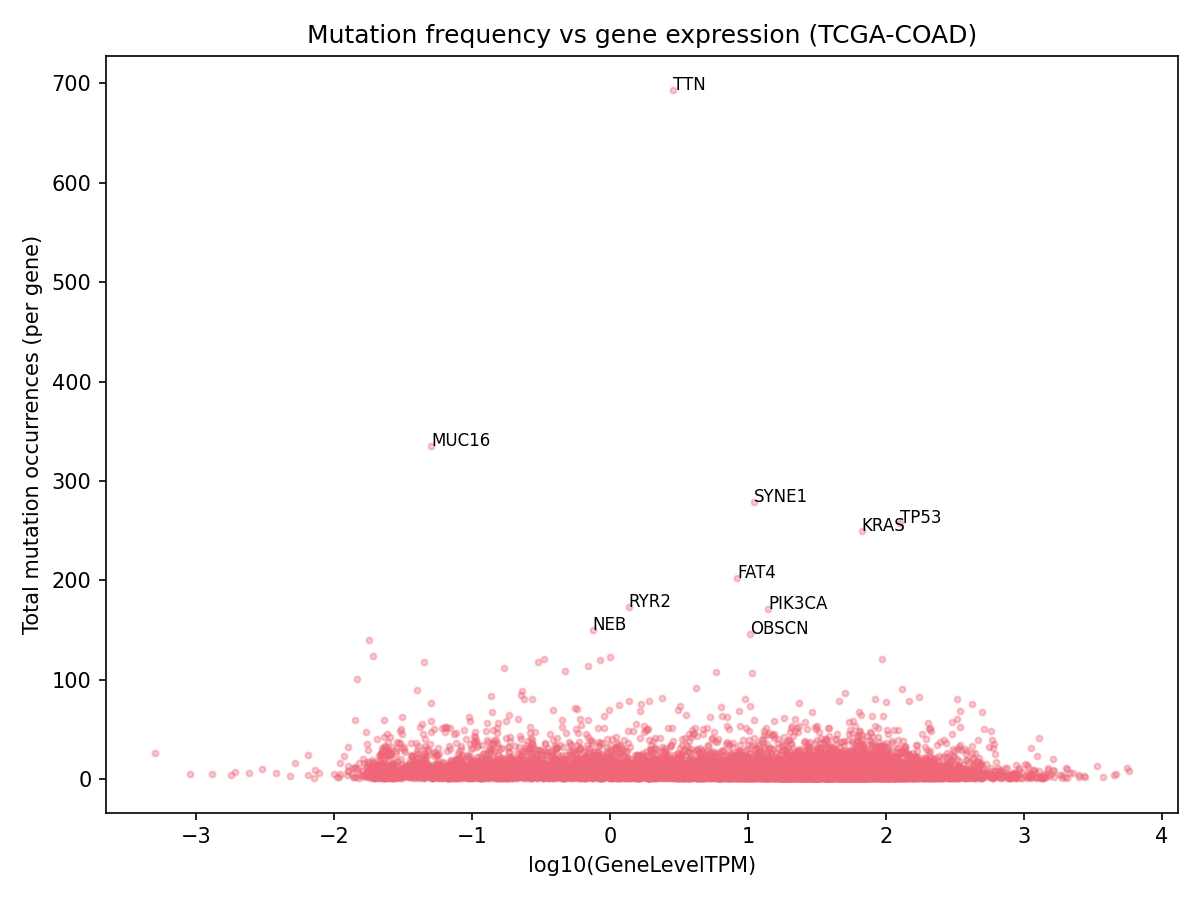 Mutation frequency vs gene expression (TCGA-COAD)
Total mutation occurrences (per gene)
700
600
500
400
300
200
100
0
TTN
MUC16
SYNE1
TP53
KRAS
FAT4
RYR2
PIK3CA
NEB
OBSCN
−3
−2
−1
0
1
2
3
4
log10(GeneLevelTPM)